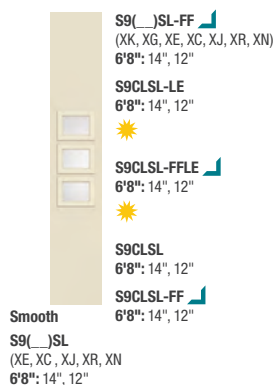 S9(__)SL-FF
(XK, XG, XE, XC, XJ, XR, XN)
6'8": 14", 12"
S9CLSL-LE
6'8": 14", 12"
S9CLSL-FFLE
6'8": 14", 12"
S9CLSL
6'8": 14", 12"
S9CLSL-FF
6'8": 14", 12"
Smooth
S9(__)SL
(XE, XC , XJ, XR, XN
6'8": 14", 12"